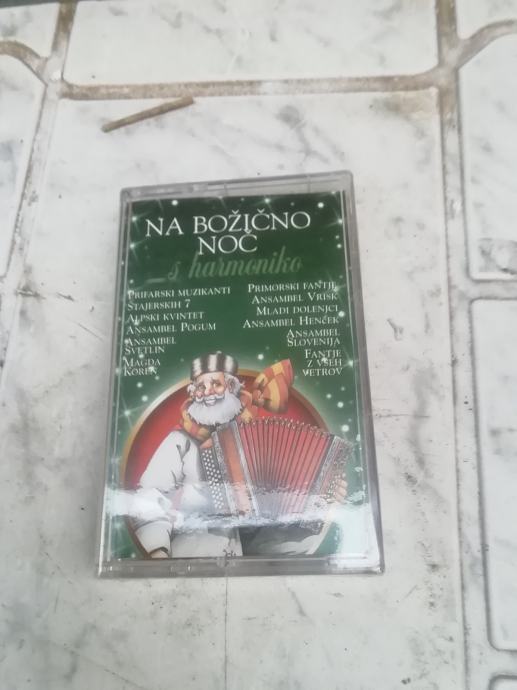 NA BOŽIČNO
NOČ
...s harmoniko
PRIFARSKI MUZIKANTI
ŠTAJERSKIH 7
ALPSKI KVINTET
ANSAMBEL POGUM
ANSAMBEL
SVETLIN
MAGDA
KOREN
PRIMORSKI FANTJE
ANSAMBEL VRISK
MLADI DOLENJCI
ANSAMBEL HENČEK
ANSAMBEL
SLOVENIJA
FANTJE
Z VSEH
VETROV